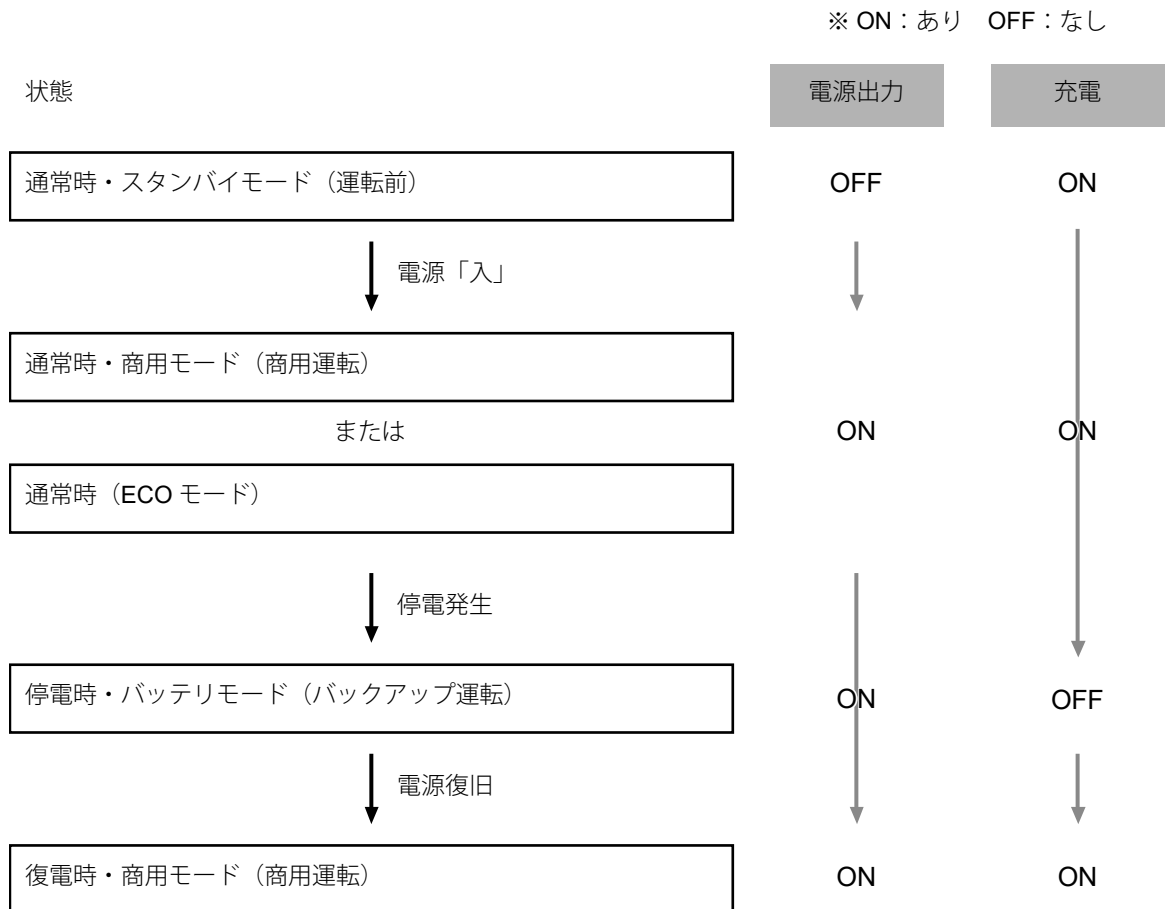 ※ ON：あり　OFF：なし
状態　電源出力　充電
通常時・スタンバイモード（運転前）　OFF　ON
電源「入」
通常時・商用モード（商用運転）
または　ON　ON
通常時（ECO モード）
停電発生
停電時・バッテリモード（バックアップ運転）　ON　OFF
電源復旧
復電時・商用モード（商用運転）　ON　ON